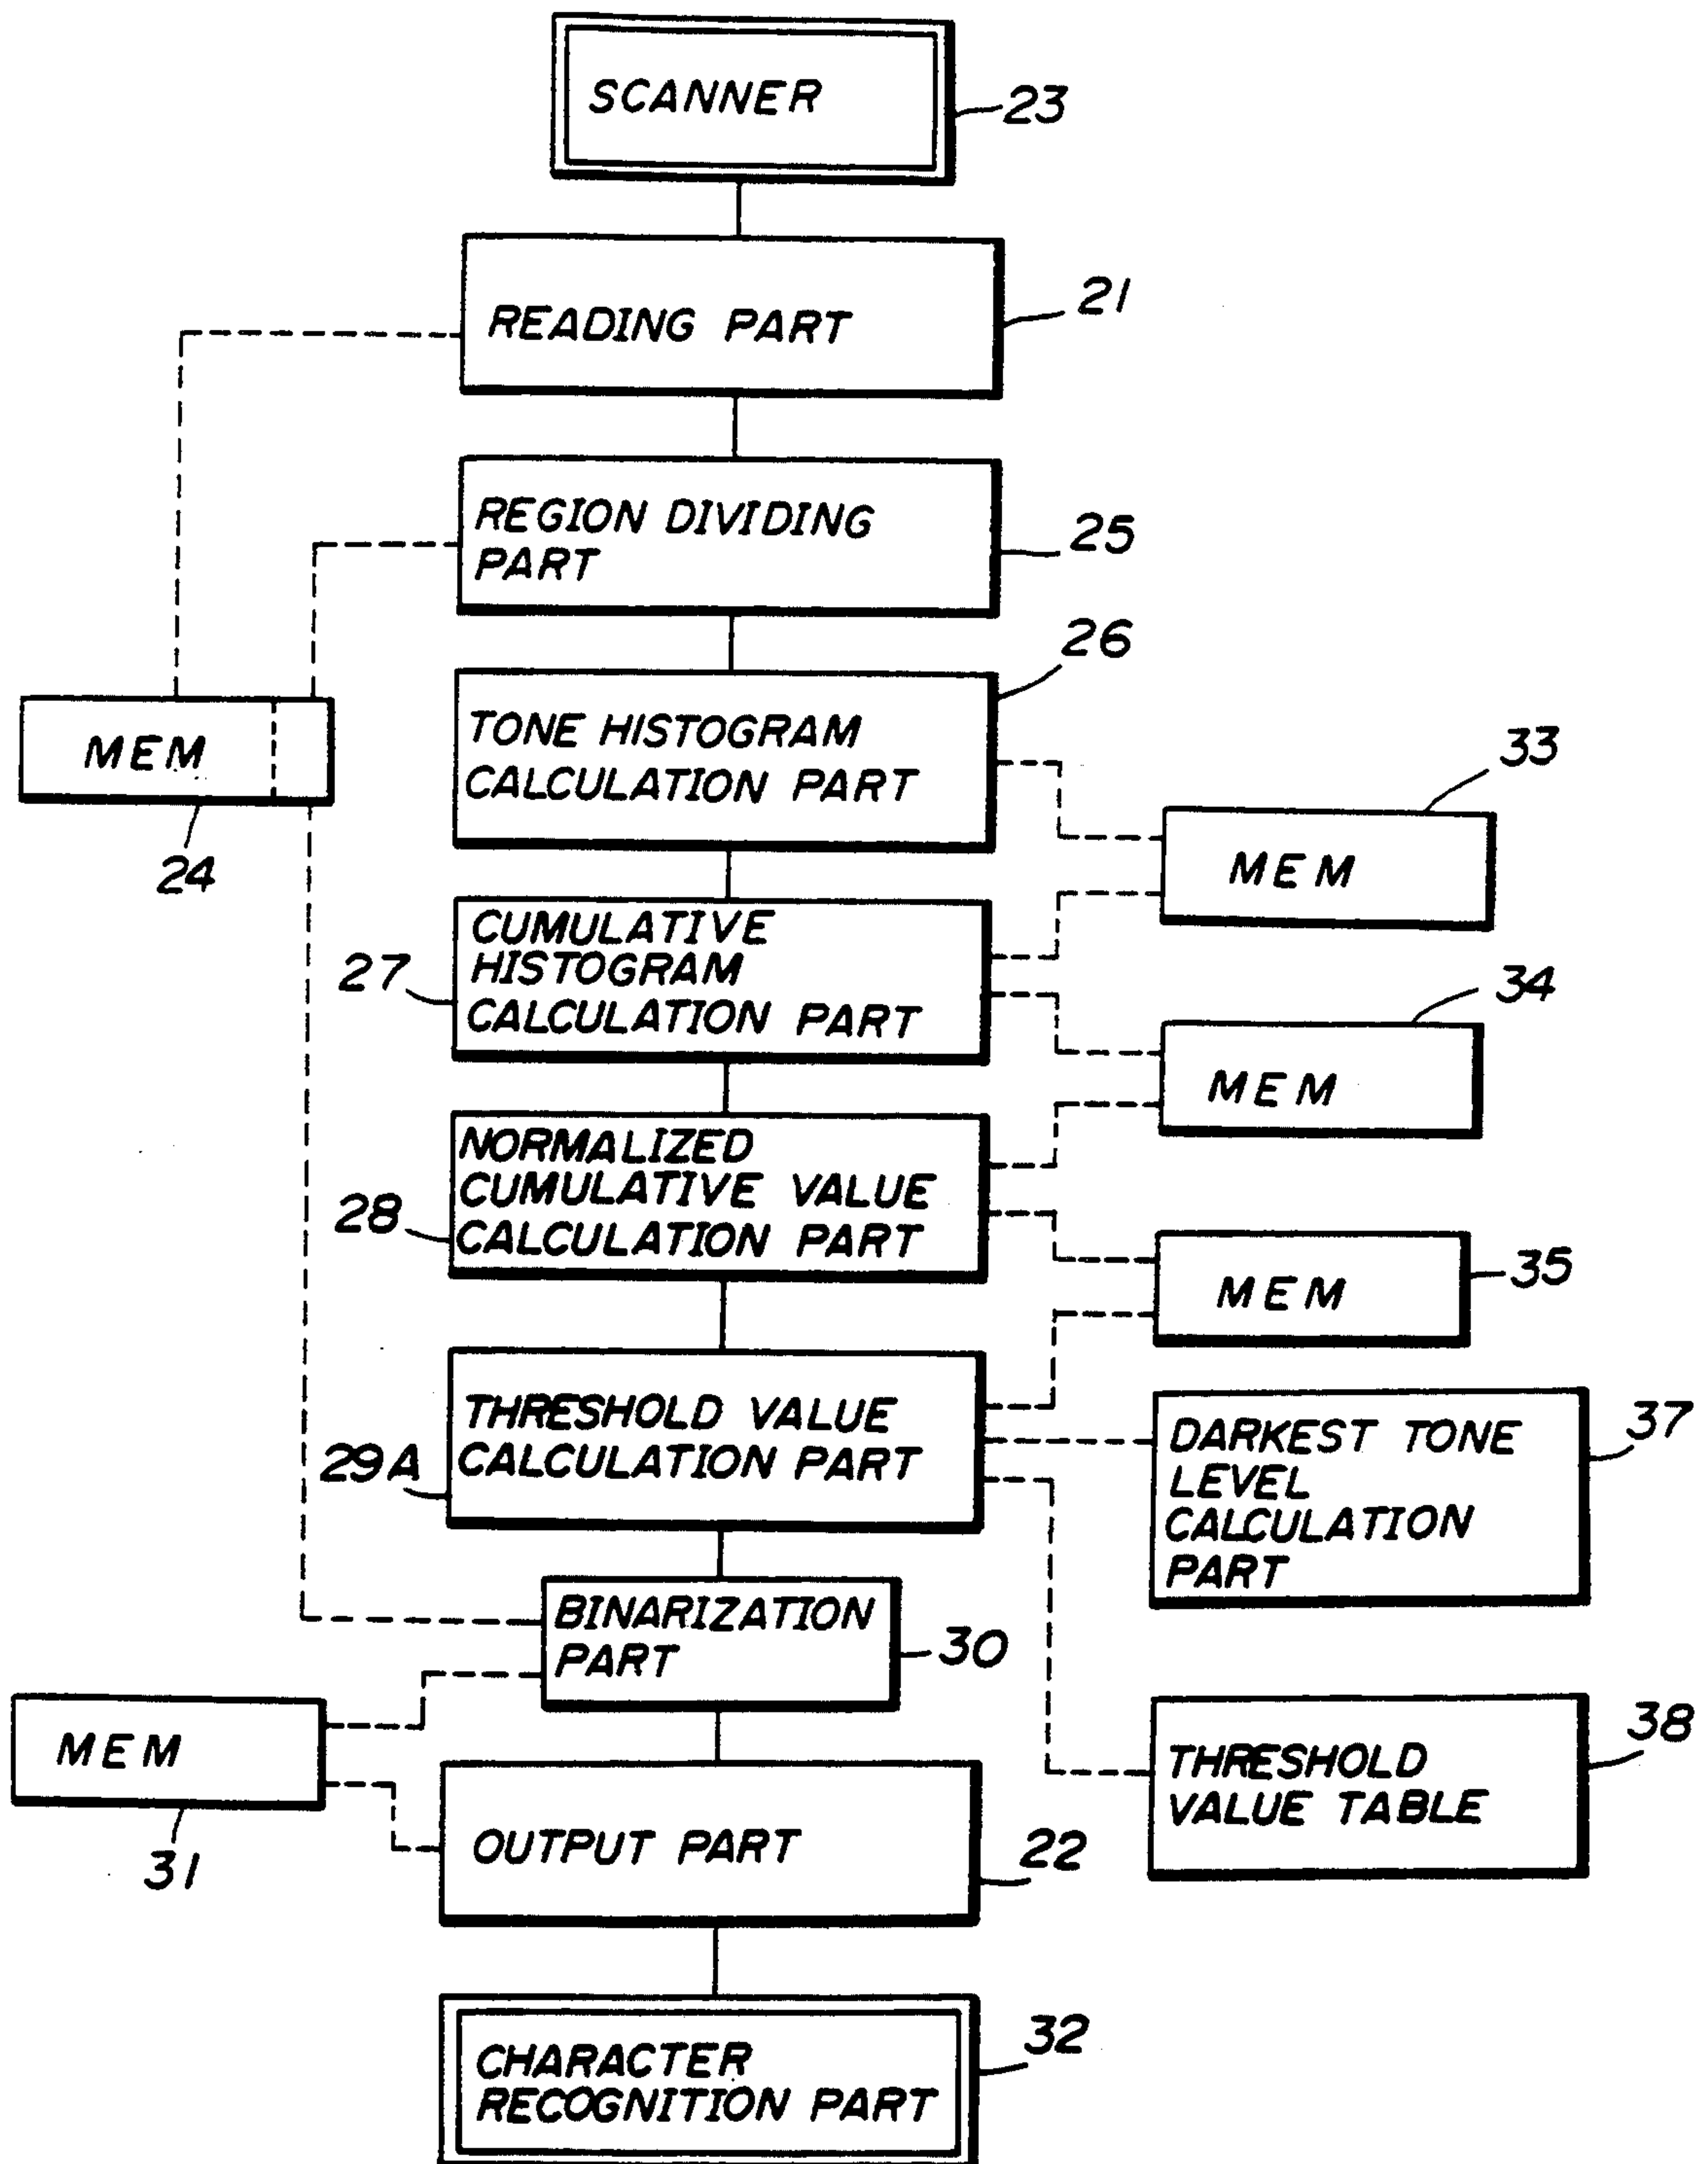 SCANNER
23
READING PART
21
REGION DIVIDING
PART
25
26
TONE HISTOGRAM
CALCULATION PART
MEM
24
33
MEM
CUMULATIVE
HISTOGRAM
CALCULATION PART
27
34
MEM
NORMALIZED
CUMULATIVE VALUE
CALCULATION PART
28
35
MEM
THRESHOLD VALUE
CALCULATION PART
29A
37
DARKEST TONE
LEVEL
CALCULATION
PART
BINARIZATION
PART
30
38
THRESHOLD
VALUE TABLE
MEM
31
OUTPUT PART
22
32
CHARACTER
RECOGNITION PART